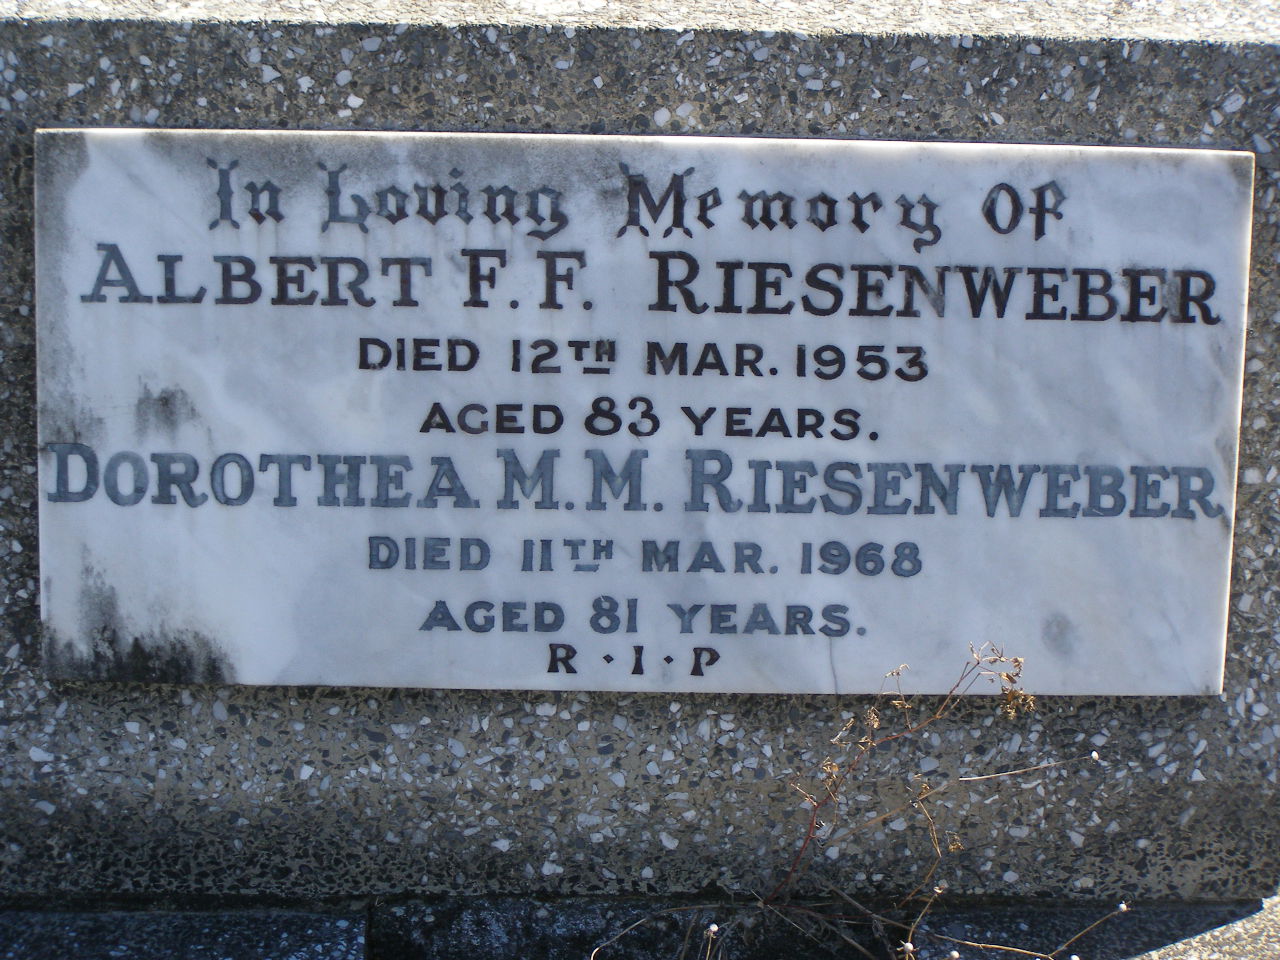 In Loving Memory Of
ALBERT F. F. RIESENWEBER
DIED 12TH MAR. 1953
AGED 83 YEARS.
DOROTHEA M. M. RIESENWEBER
DIED 11TH MAR. 1968
AGED 81 YEARS.
R·I·P